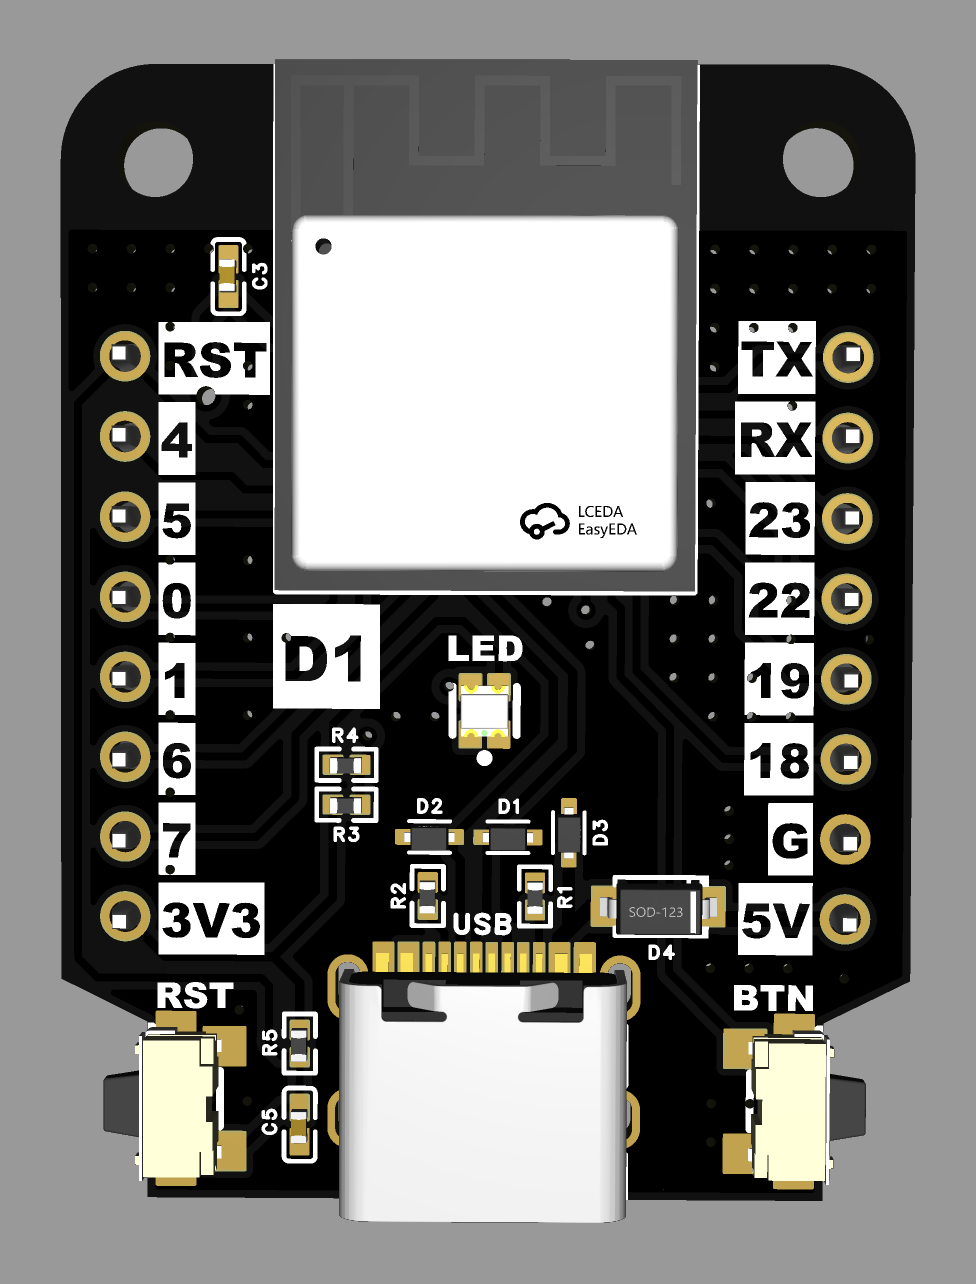 C3
RST
TX
4
RX
5
23
LCEDA
EasyEDA
0
22
D1
LED
1
19
R4
6
18
R3
D2
D1
D3
7
G
R2
R1
3V3
USB
SOD-123
5V
D4
RST
BTN
R5
C5